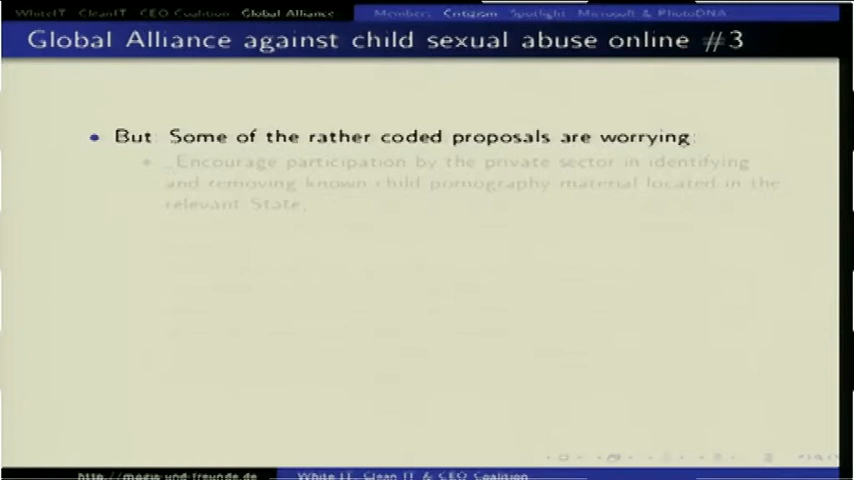 WhiteIT CleanIT CEO Coalition Global Alliance Members Criticism Spotlight Microsoft & PhotoDNA
Global Alliance against child sexual abuse online #3
But: Some of the rather coded proposals are worrying:
„Encourage participation by the private sector in identifying
and removing known child pornography material located in the
relevant State,
http://mogis-und-freunde.de White IT, Clean IT & CEO Coalition